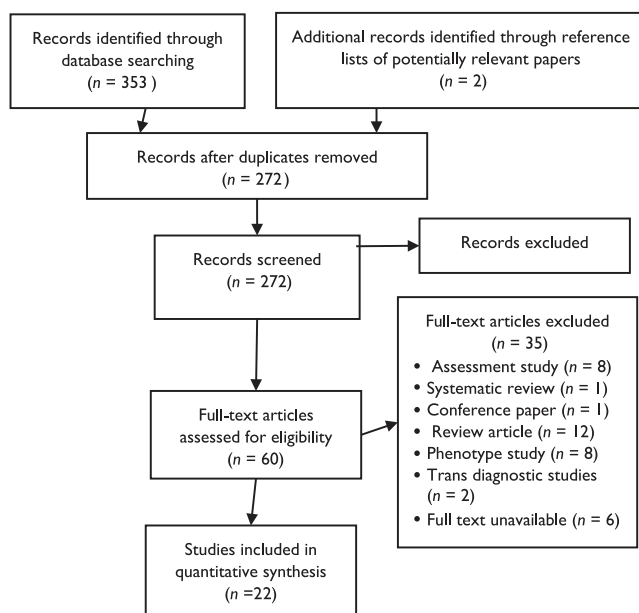 Records identified through
database searching
(n = 353 )
Additional records identified through reference
lists of potentially relevant papers
(n = 2)
Records after duplicates removed
(n = 272)
Records screened
(n = 272)
Records excluded
Full-text articles
assessed for eligibility
(n = 60)
Full-text articles excluded
(n = 35)
• Assessment study (n = 8)
• Systematic review (n = 1)
• Conference paper (n = 1)
• Review article (n = 12)
• Phenotype study (n = 8)
• Trans diagnostic studies
(n = 2)
• Full text unavailable (n = 6)
Studies included in
quantitative synthesis
(n =22)